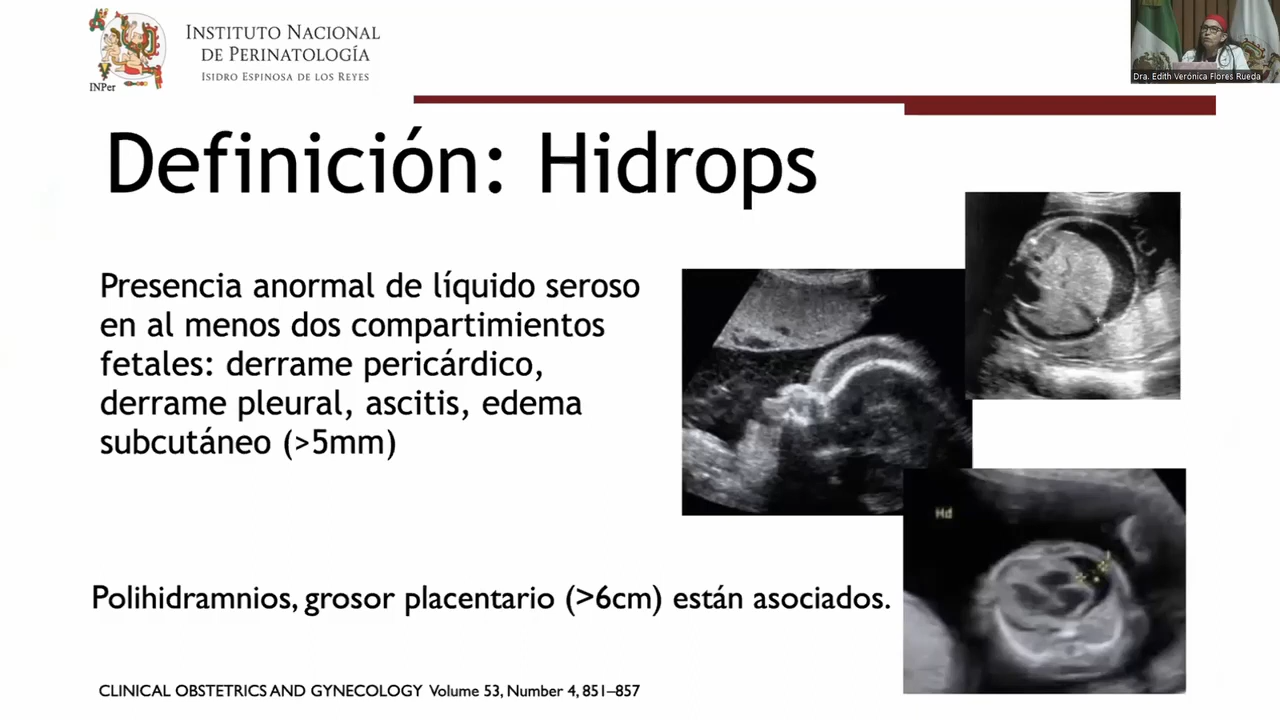 INSTITUTO NACIONAL
DE PERINATOLOGÍA
ISIDRO ESPINOSA DE LOS REYES
INPer
Dra. Edith Verónica Flores Rueda
Definición: Hidrops
Presencia anormal de líquido seroso
en al menos dos compartimientos
fetales: derrame pericárdico,
derrame pleural, ascitis, edema
subcutáneo (>5mm)
Hd
Polihidramnios, grosor placentario (>6cm) están asociados.
CLINICAL OBSTETRICS AND GYNECOLOGY Volume 53, Number 4, 851–857